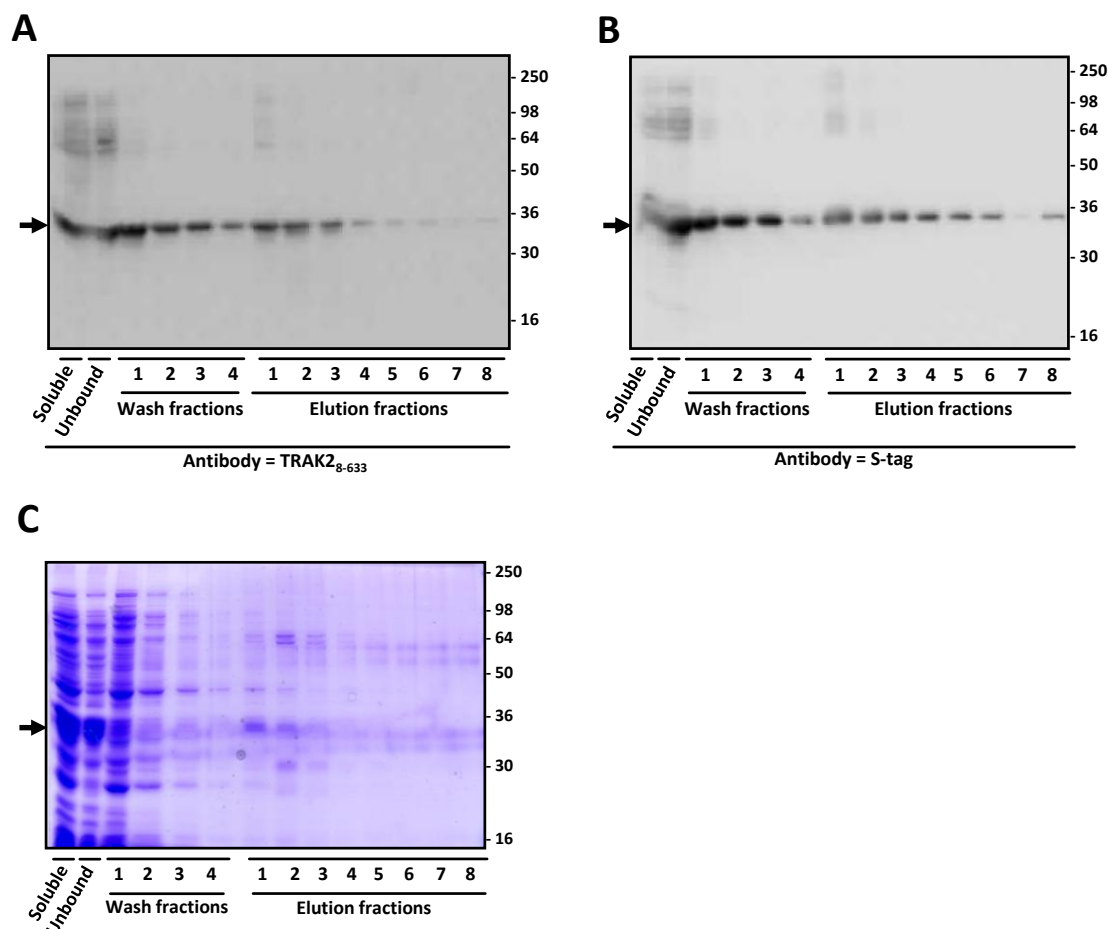 A
- 250
- 98
- 64
- 50
- 36
- 30
- 16
Soluble
Unbound
1 2 3 4 1 2 3 4 5 6 7 8
Wash fractions Elution fractions
Antibody = TRAK2₈₋₆₃₃
B
- 250
- 98
- 64
- 50
- 36
- 30
- 16
Soluble
Unbound
1 2 3 4 1 2 3 4 5 6 7 8
Wash fractions Elution fractions
Antibody = S-tag
C
- 250
- 98
- 64
- 50
- 36
- 30
- 16
Soluble
Unbound
1 2 3 4 1 2 3 4 5 6 7 8
Wash fractions Elution fractions